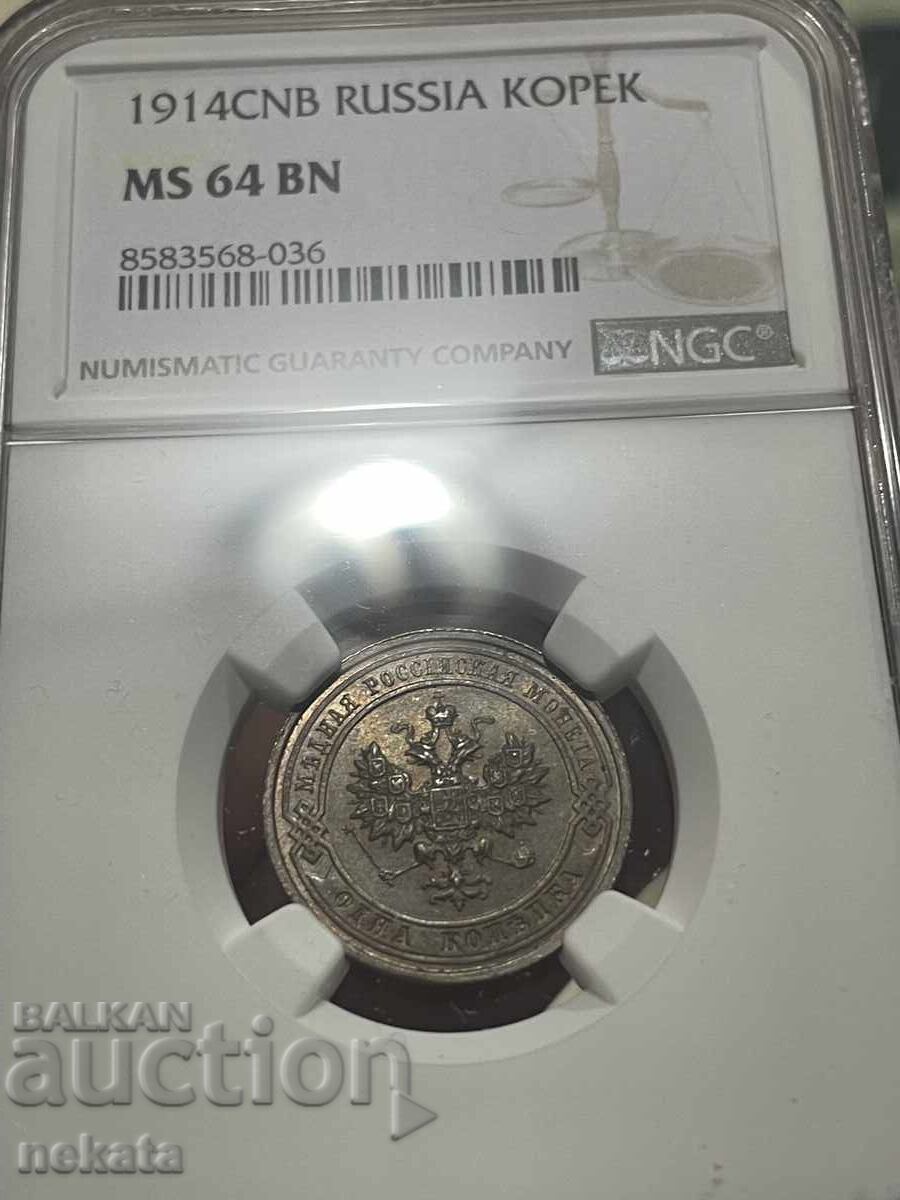 1914CNB RUSSIA KOPEK
MS 64 BN
8583568-036
NUMISMATIC GUARANTY COMPANY
NGC®
МѢДНАЯ РОССІЙСКАЯ МОНЕТА
ОДНА КОПѢЙКА
BALKAN
auction
nekata